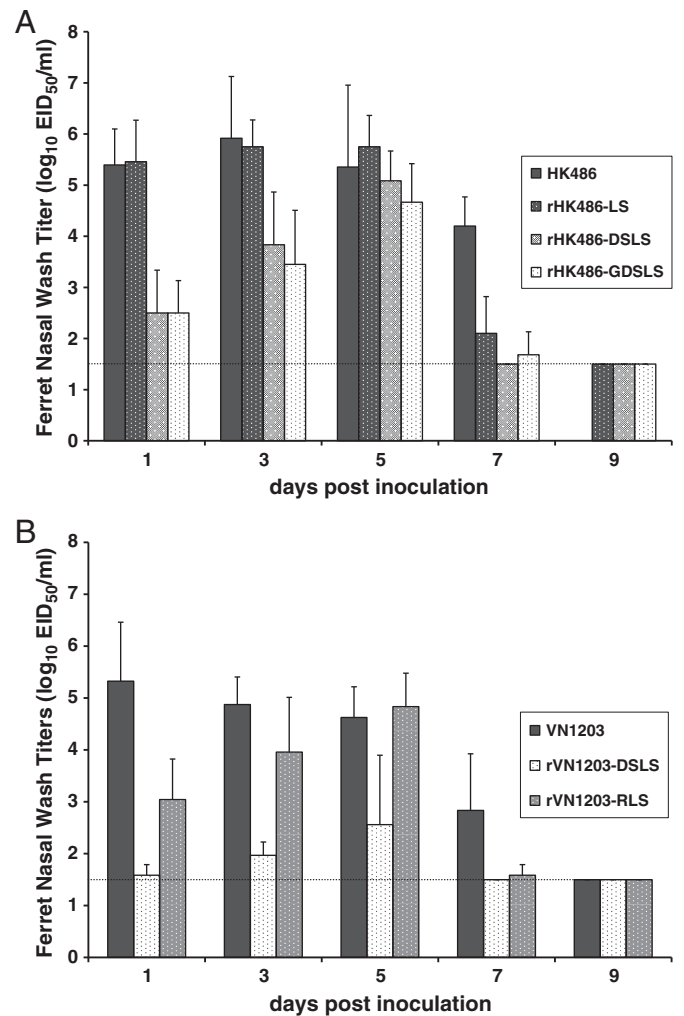 A
Ferret Nasal Wash Titer (log10 EID50/ml)
8
7
6
5
4
3
2
1
0
HK486
rHK486-LS
rHK486-DSLS
rHK486-GDSLS
1 3 5 7 9
days post inoculation
B
Ferret Nasal Wash Titers (log10 EID50/ml)
8
7
6
5
4
3
2
1
0
VN1203
rVN1203-DSLS
rVN1203-RLS
1 3 5 7 9
days post inoculation